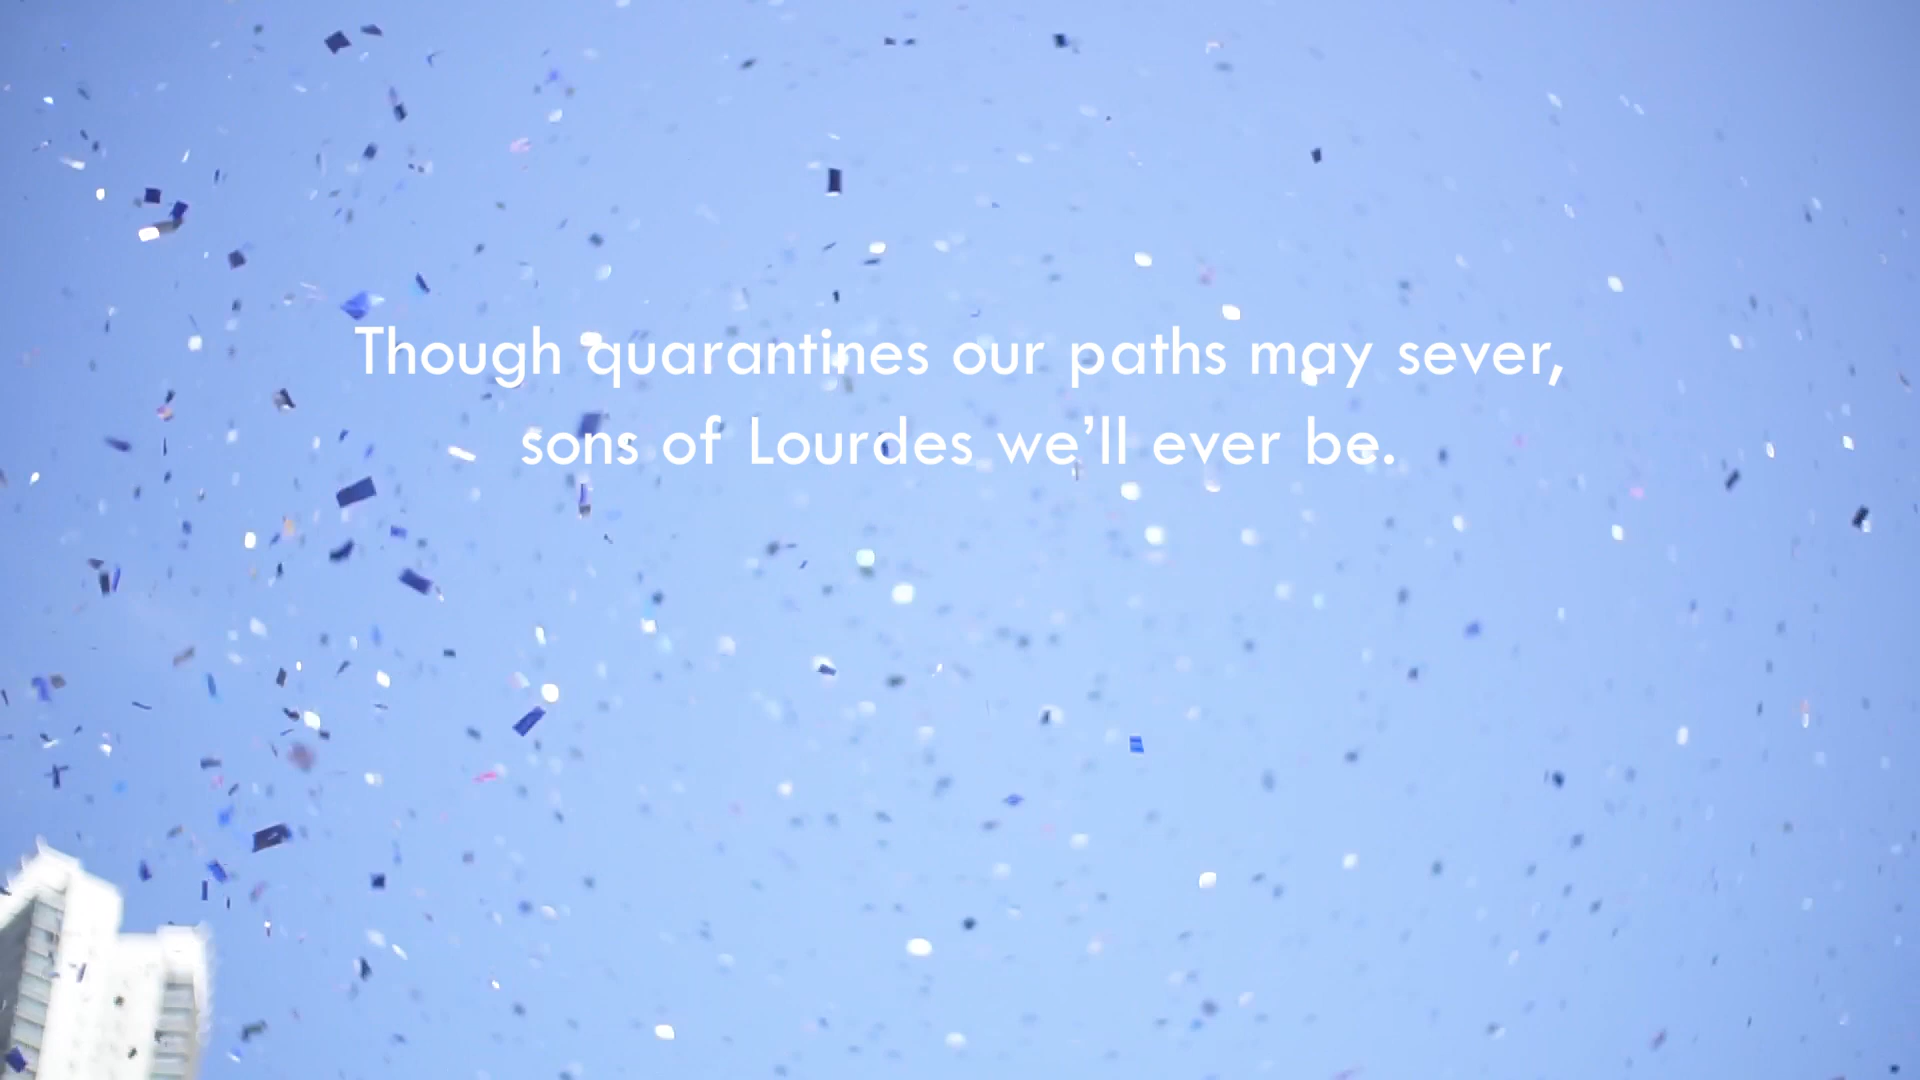 Though quarantines our paths may sever,
sons of Lourdes we’ll ever be.